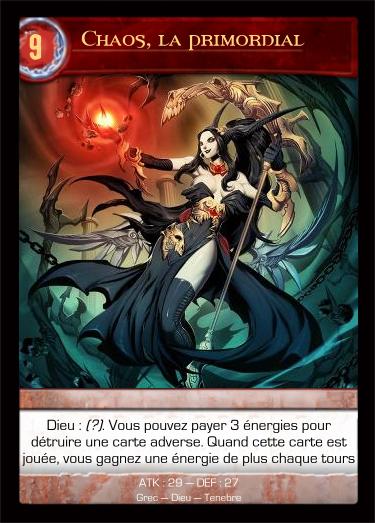 9
Chaos, la primordial
Dieu : (?). Vous pouvez payer 3 énergies pour
détruire une carte adverse. Quand cette carte est
jouée, vous gagnez une énergie de plus chaque tours
ATK : 29 — DEF : 27
Grec — Dieu — Tenebre